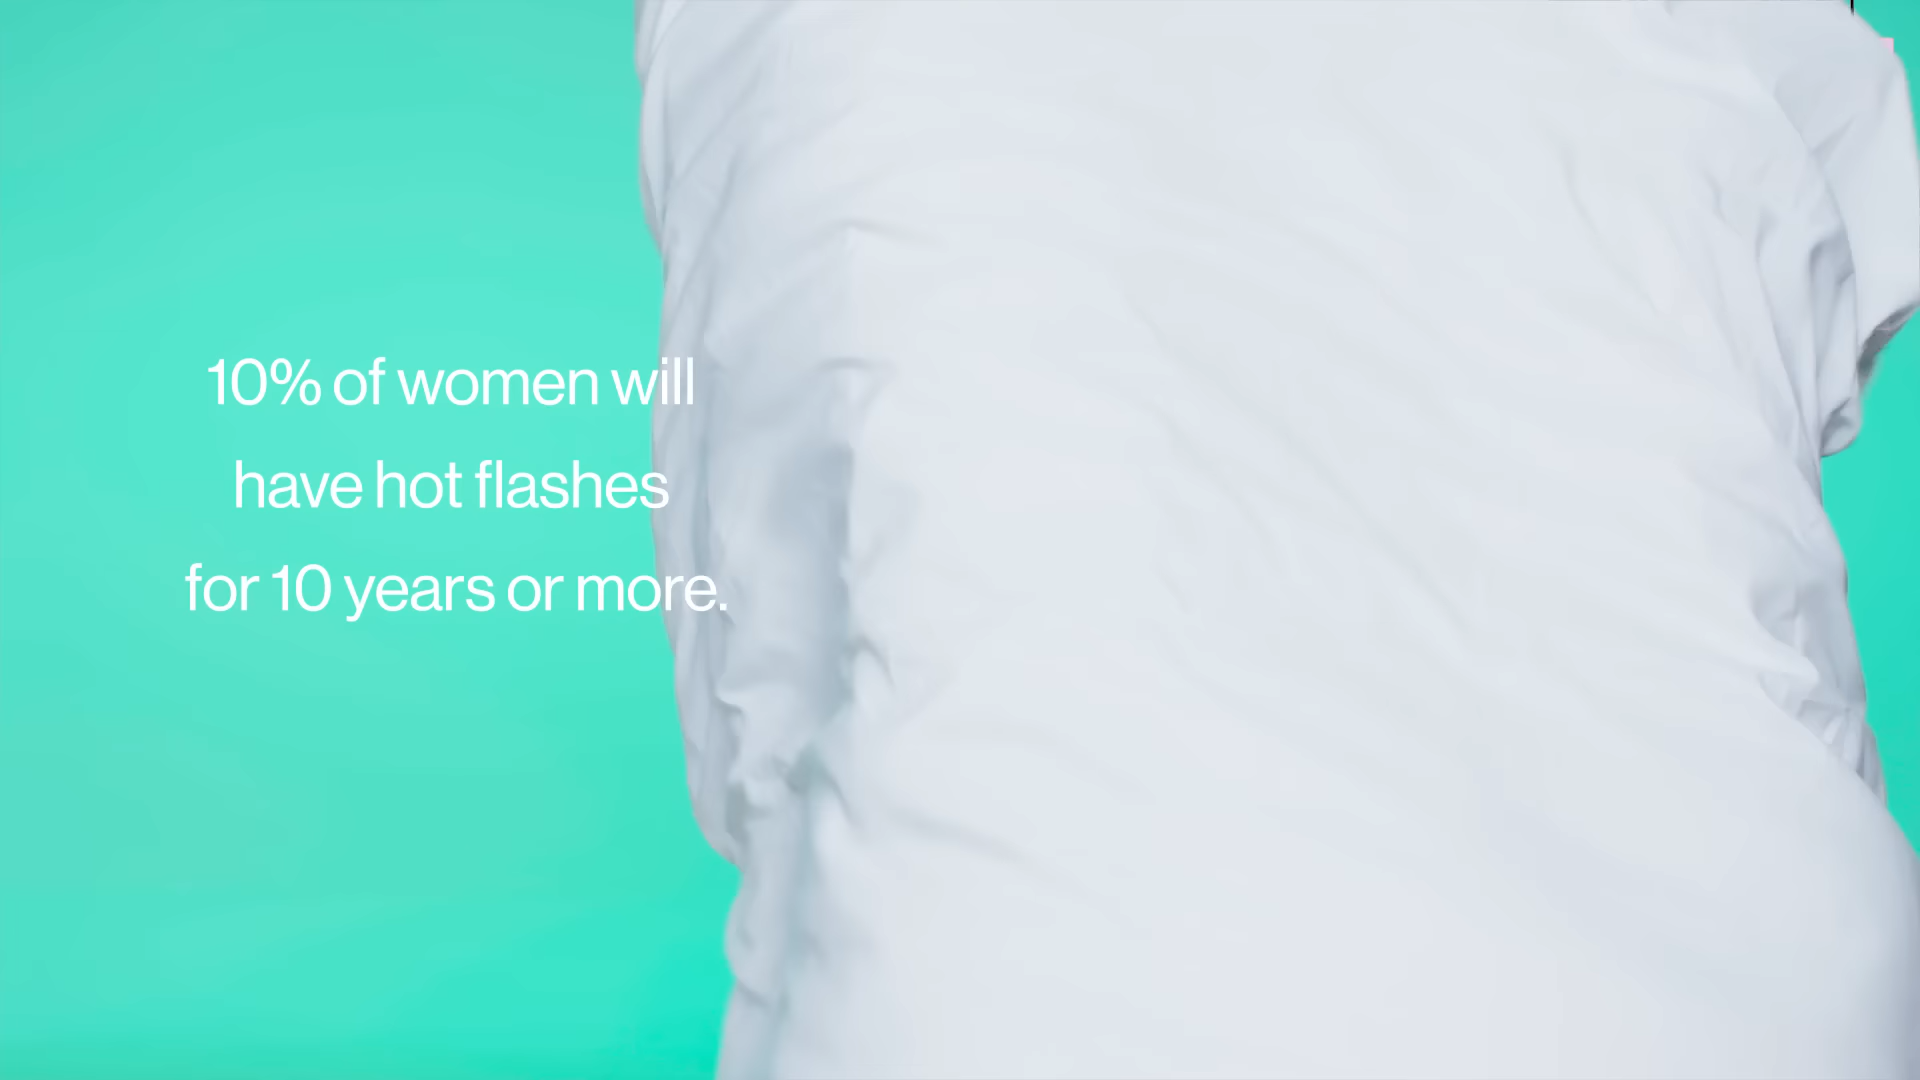 10% of women will
have hot flashes
for 10 years or more.